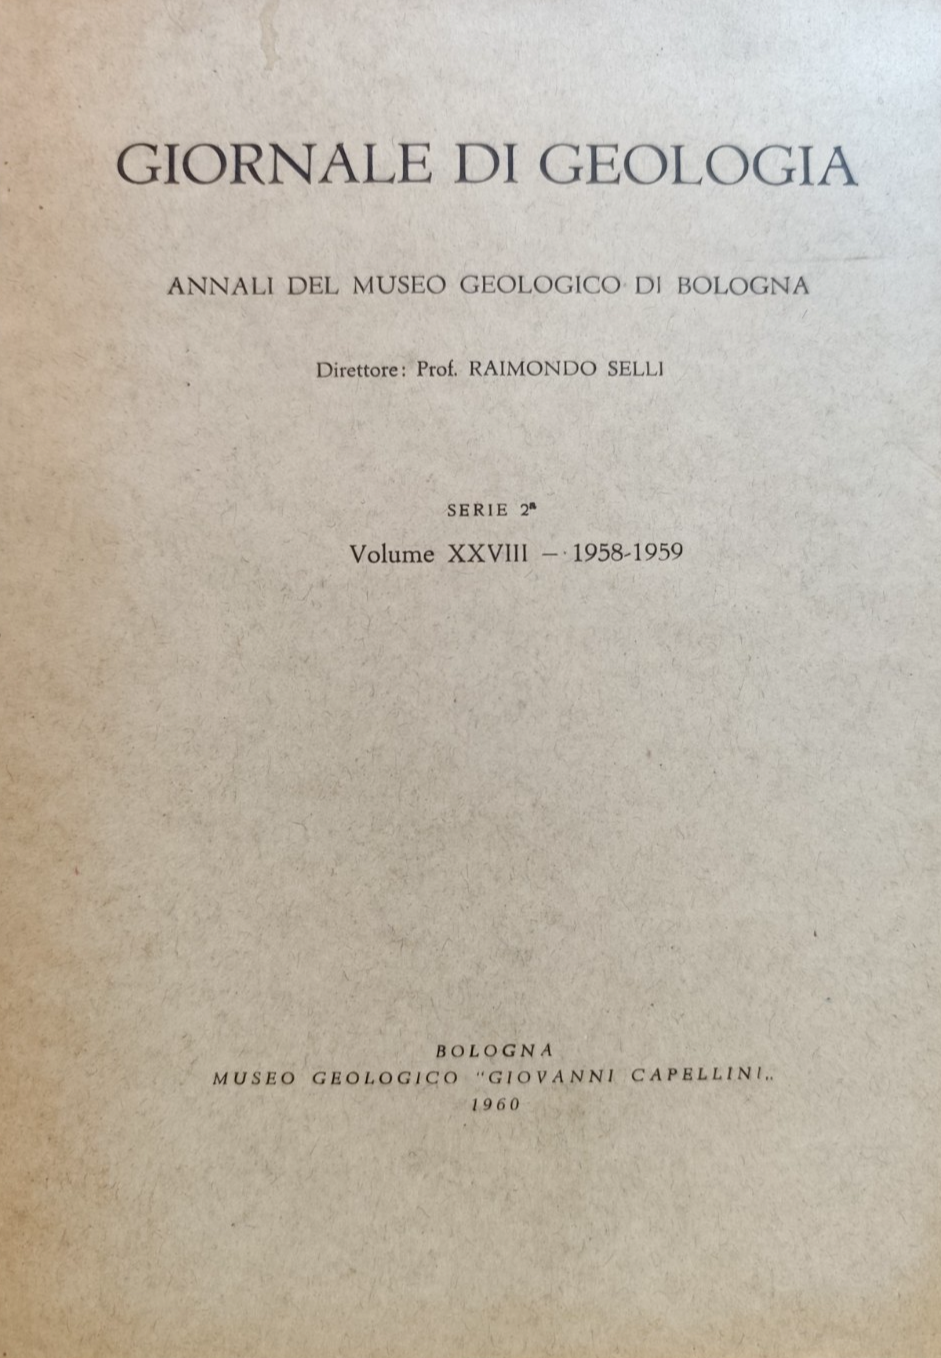 GIORNALE DI GEOLOGIA
ANNALI DEL MUSEO GEOLOGICO DI BOLOGNA
Direttore: Prof. RAIMONDO SELLI
SERIE 2ª
Volume XXVIII — 1958-1959
BOLOGNA
MUSEO GEOLOGICO “GIOVANNI CAPELLINI„
1960